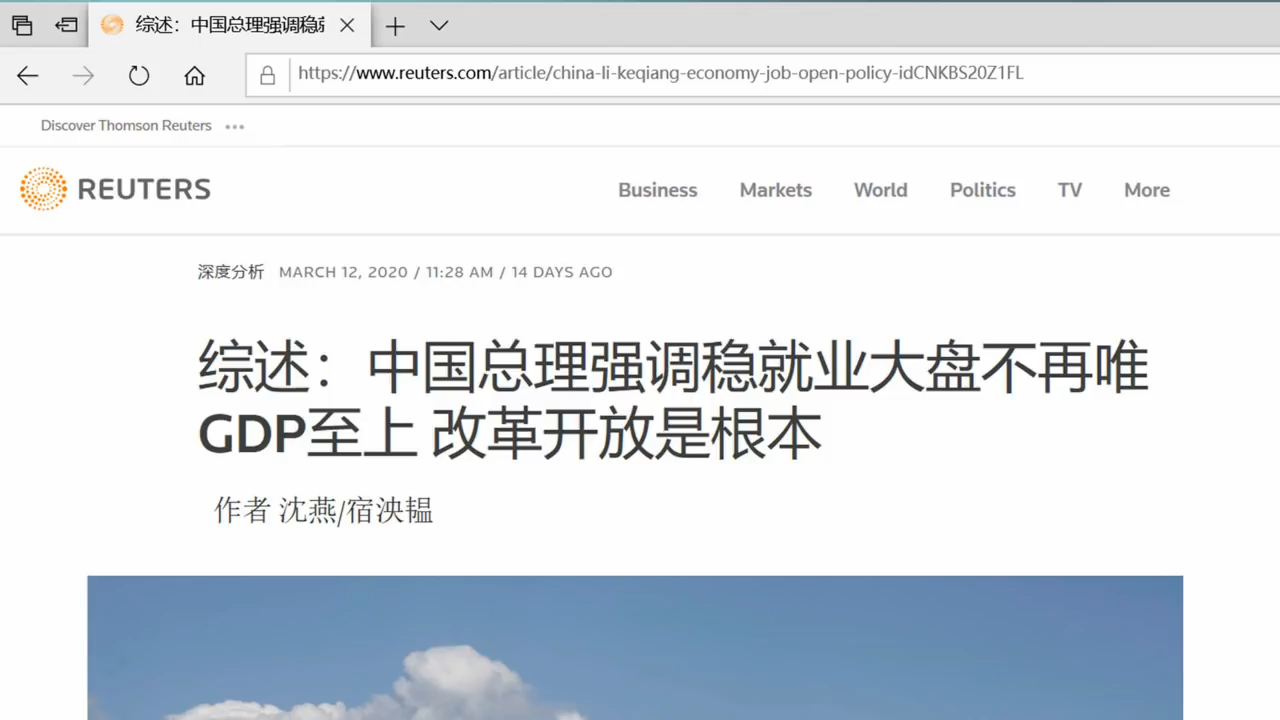 综述：中国总理强调稳
https://www.reuters.com/article/china-li-keqiang-economy-job-open-policy-idCNKBS20Z1FL
Discover Thomson Reuters
REUTERS
Business Markets World Politics TV More
深度分析 MARCH 12, 2020 / 11:28 AM / 14 DAYS AGO
综述：中国总理强调稳就业大盘不再唯
GDP至上 改革开放是根本
作者 沈燕/宿泱韫